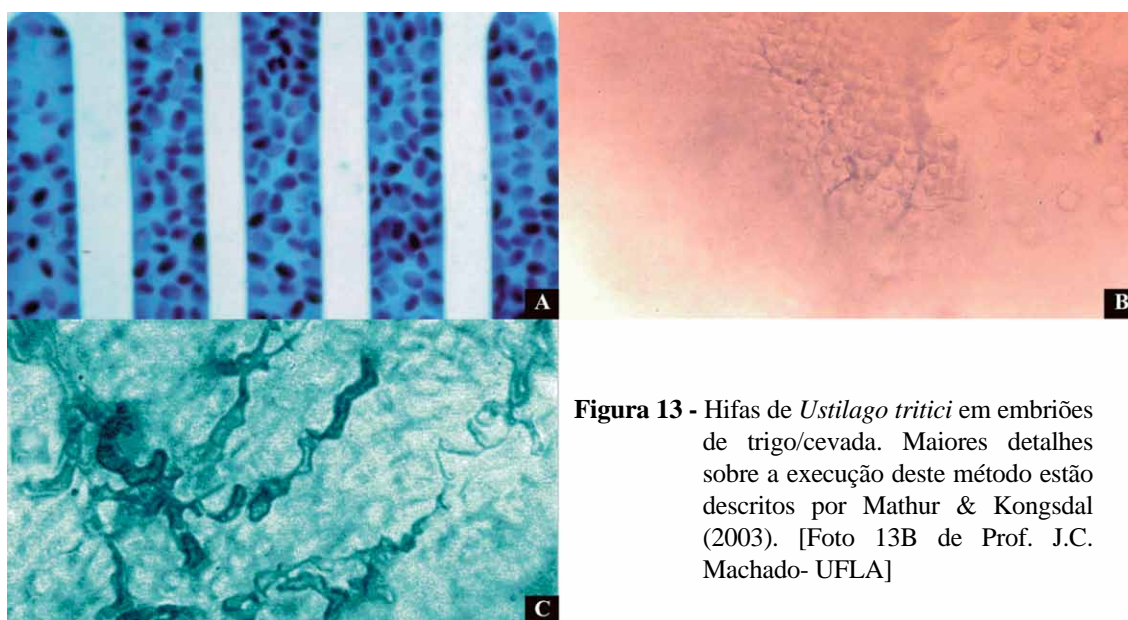 A
B
C
Figura 13 - Hifas de Ustilago tritici em embriões
de trigo/cevada. Maiores detalhes
sobre a execução deste método estão
descritos por Mathur & Kongsdal
(2003). [Foto 13B de Prof. J.C.
Machado- UFLA]